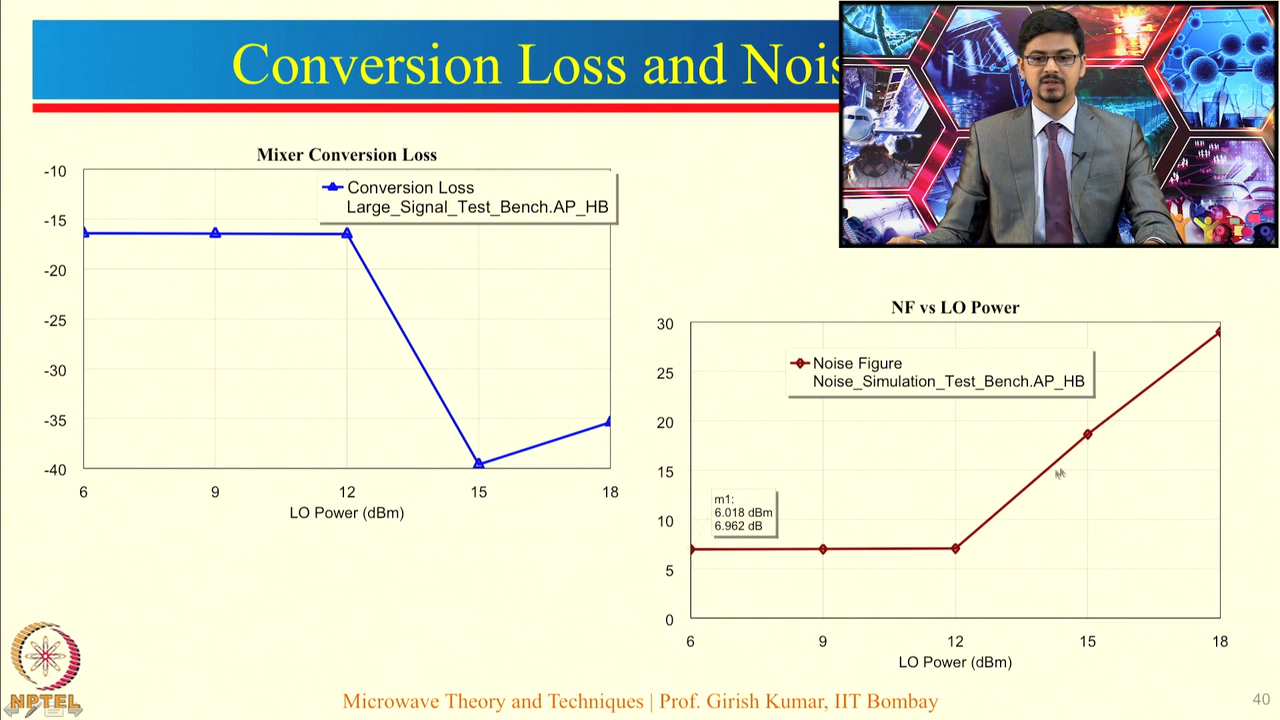 Conversion Loss and Nois
Mixer Conversion Loss
-10
-15
-20
-25
-30
-35
-40
Conversion Loss
Large_Signal_Test_Bench.AP_HB
6 9 12 15 18
LO Power (dBm)
NF vs LO Power
30
25
20
15
10
5
0
Noise Figure
Noise_Simulation_Test_Bench.AP_HB
m1:
6.018 dBm
6.962 dB
6 9 12 15 18
LO Power (dBm)
NPTEL
Microwave Theory and Techniques | Prof. Girish Kumar, IIT Bombay
40